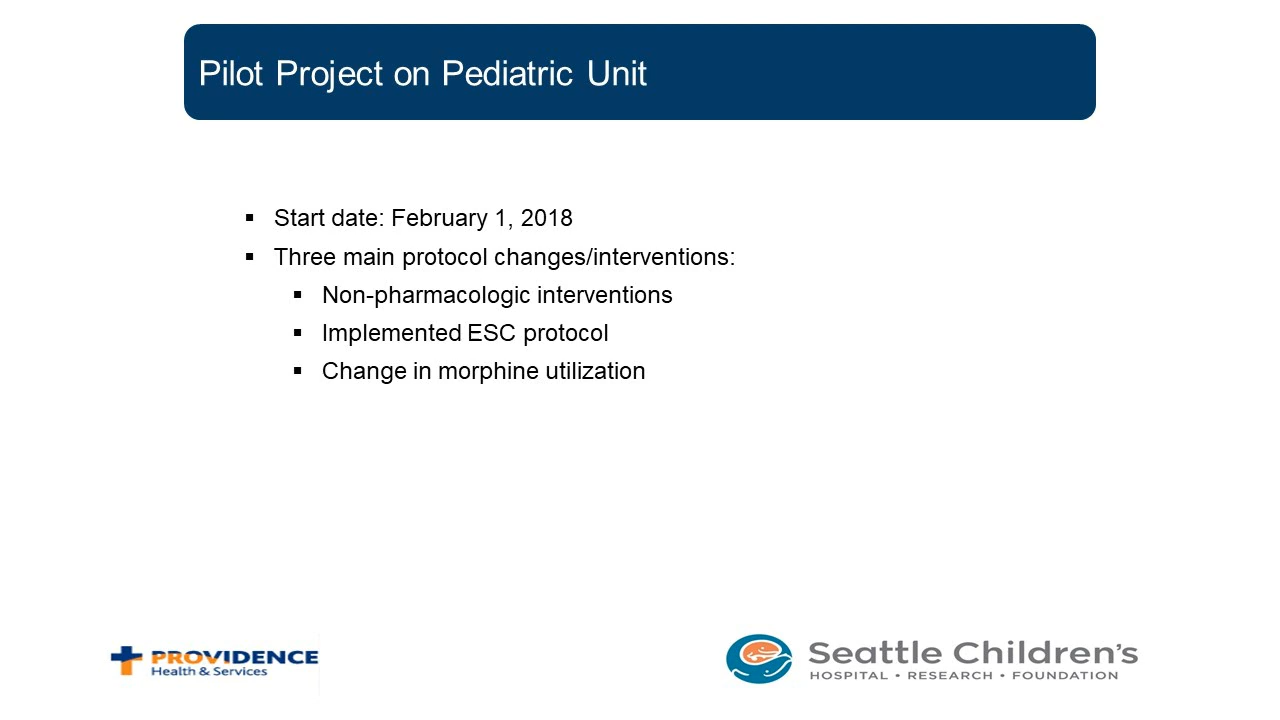 Pilot Project on Pediatric Unit
▪ Start date: February 1, 2018
▪ Three main protocol changes/interventions:
▪ Non-pharmacologic interventions
▪ Implemented ESC protocol
▪ Change in morphine utilization
PROVIDENCE
Health & Services
Seattle Children's
HOSPITAL • RESEARCH • FOUNDATION